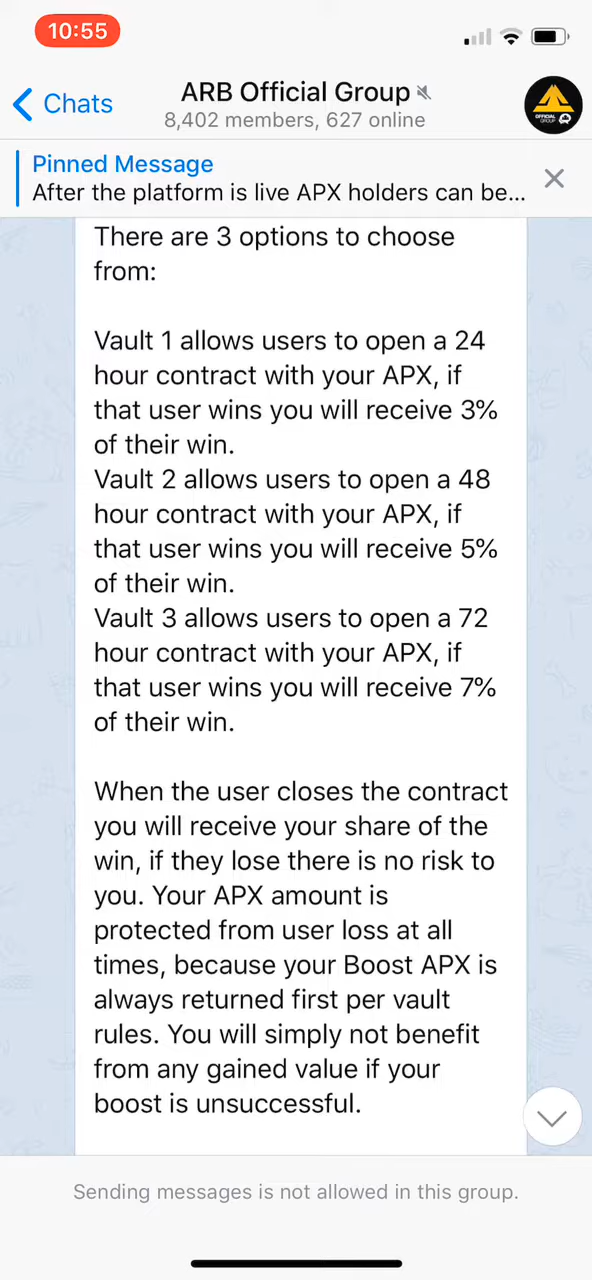 10:55
Chats
ARB Official Group
8,402 members, 627 online
OFFICIAL
GROUP
Pinned Message
After the platform is live APX holders can be...
There are 3 options to choose
from:
Vault 1 allows users to open a 24
hour contract with your APX, if
that user wins you will receive 3%
of their win.
Vault 2 allows users to open a 48
hour contract with your APX, if
that user wins you will receive 5%
of their win.
Vault 3 allows users to open a 72
hour contract with your APX, if
that user wins you will receive 7%
of their win.
When the user closes the contract
you will receive your share of the
win, if they lose there is no risk to
you. Your APX amount is
protected from user loss at all
times, because your Boost APX is
always returned first per vault
rules. You will simply not benefit
from any gained value if your
boost is unsuccessful.
Sending messages is not allowed in this group.